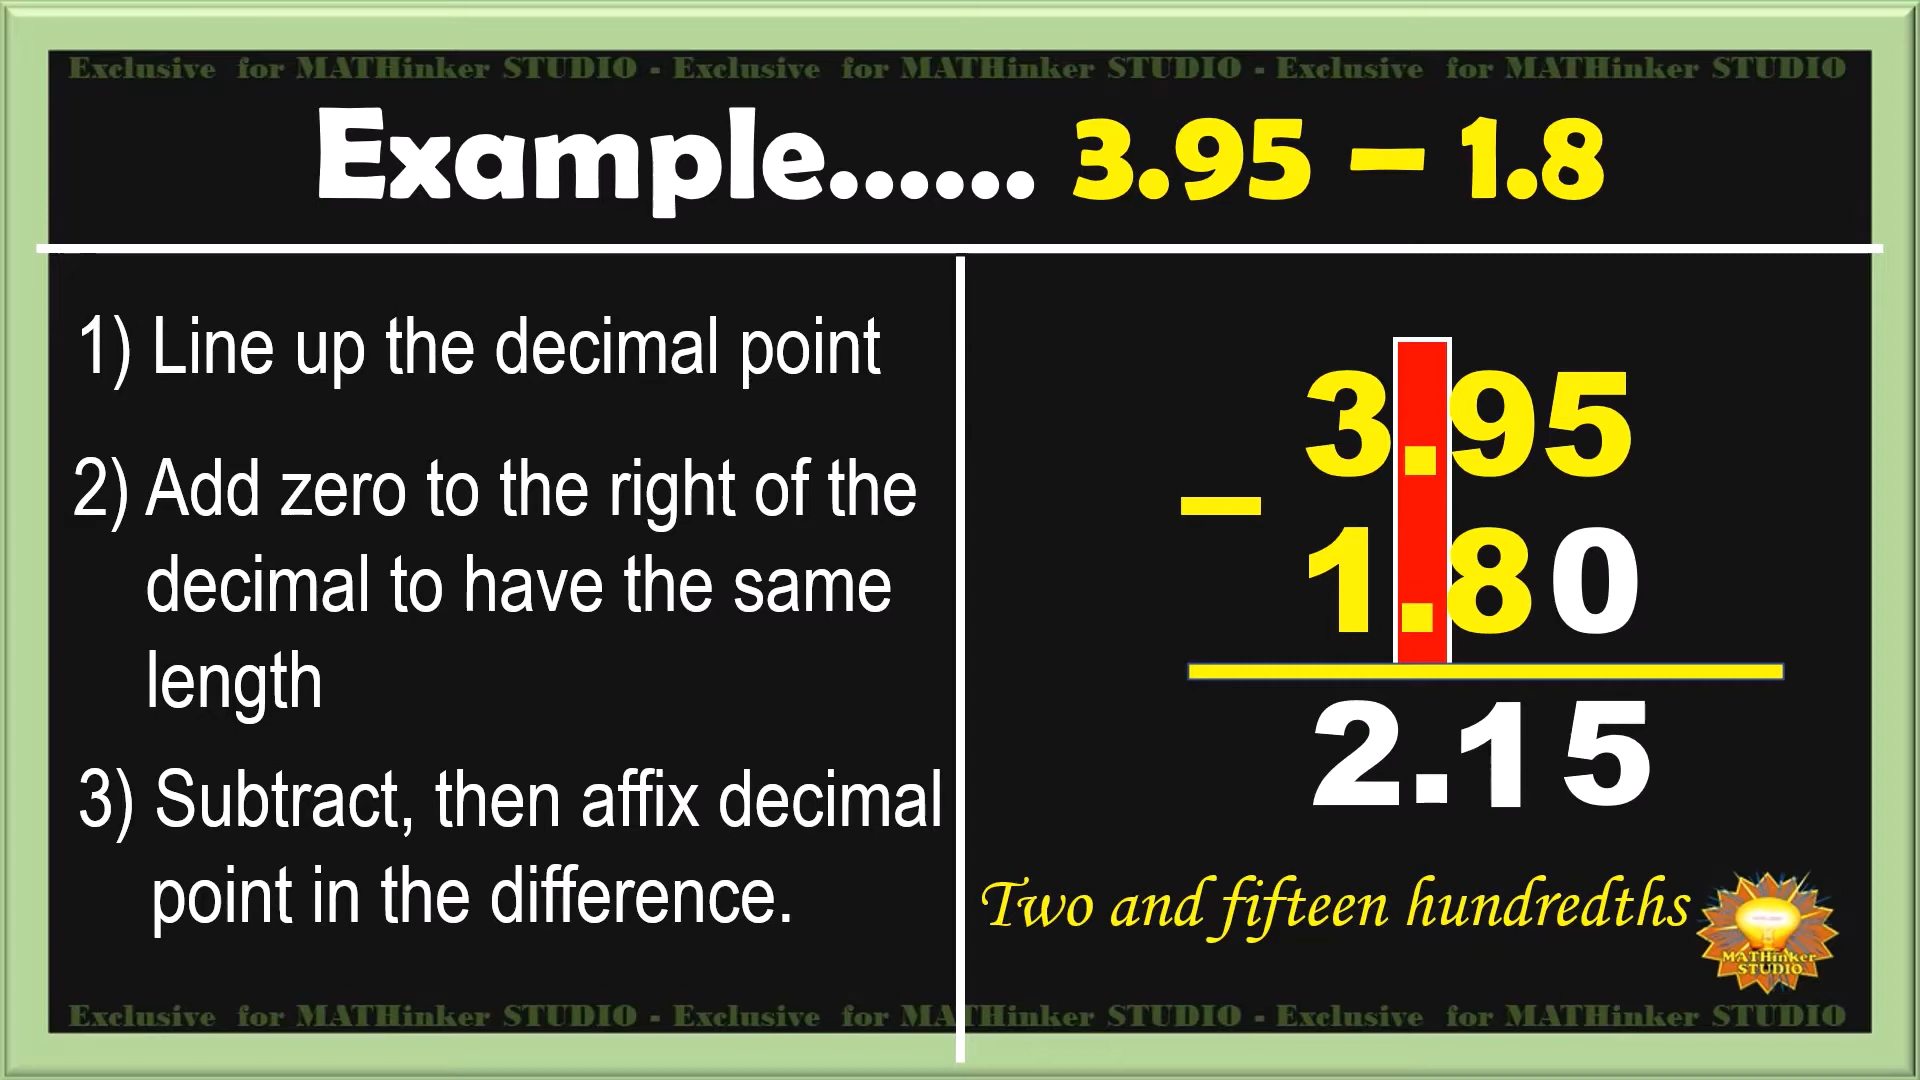 Exclusive for MATHinker STUDIO - Exclusive for MATHinker STUDIO - Exclusive for MATHinker STUDIO
Example...... 3.95 – 1.8
1) Line up the decimal point
2) Add zero to the right of the
decimal to have the same
length
3) Subtract, then affix decimal
point in the difference.
3.95
–
1.80
2.15
Two and fifteen hundredths
MATHinker
STUDIO
Exclusive for MATHinker STUDIO - Exclusive for MATHinker STUDIO - Exclusive for MATHinker STUDIO